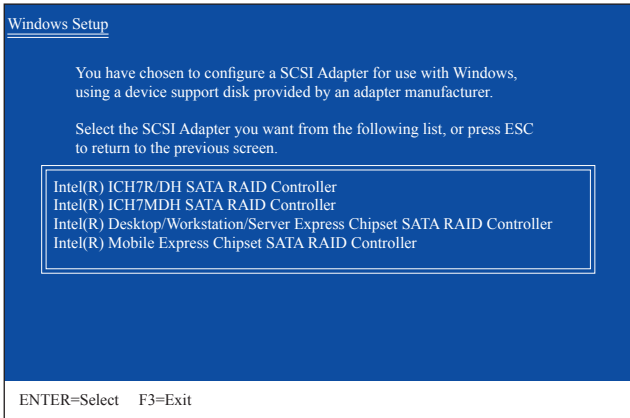 Windows Setup
You have chosen to configure a SCSI Adapter for use with Windows,
using a device support disk provided by an adapter manufacturer.
Select the SCSI Adapter you want from the following list, or press ESC
to return to the previous screen.
Intel(R) ICH7R/DH SATA RAID Controller
Intel(R) ICH7MDH SATA RAID Controller
Intel(R) Desktop/Workstation/Server Express Chipset SATA RAID Controller
Intel(R) Mobile Express Chipset SATA RAID Controller
ENTER=Select F3=Exit